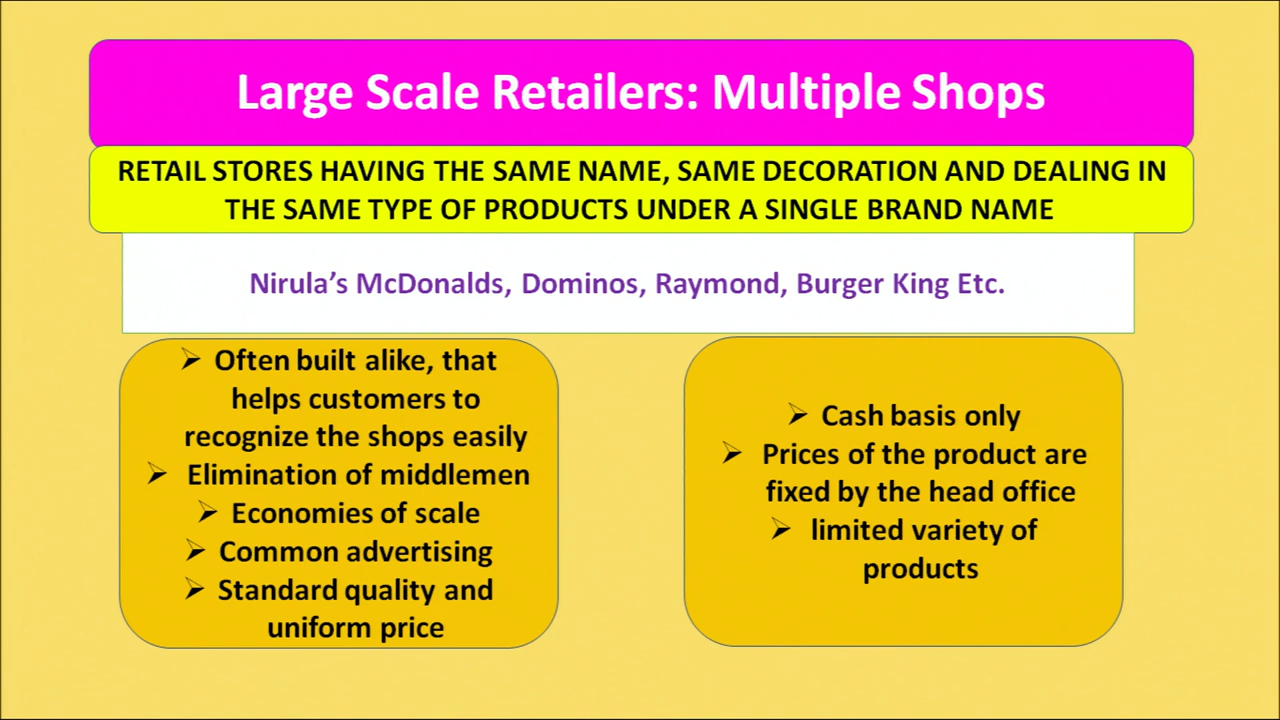 Large Scale Retailers: Multiple Shops
RETAIL STORES HAVING THE SAME NAME, SAME DECORATION AND DEALING IN
THE SAME TYPE OF PRODUCTS UNDER A SINGLE BRAND NAME
Nirula’s McDonalds, Dominos, Raymond, Burger King Etc.
➢ Often built alike, that
helps customers to
recognize the shops easily
➢ Elimination of middlemen
➢ Economies of scale
➢ Common advertising
➢ Standard quality and
uniform price
➢ Cash basis only
➢ Prices of the product are
fixed by the head office
➢ limited variety of
products